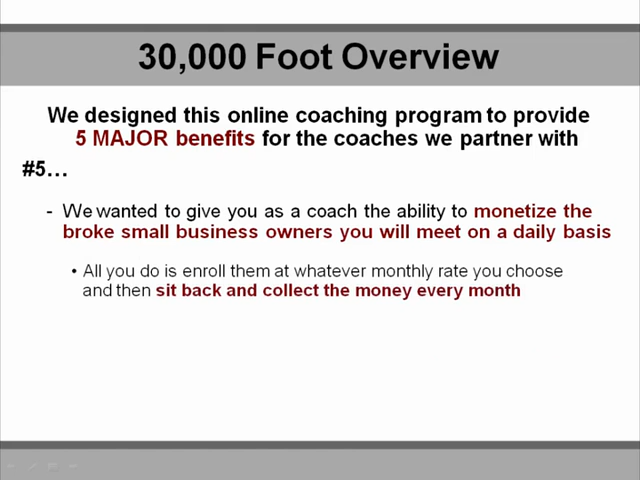 30,000 Foot Overview
We designed this online coaching program to provide
5 MAJOR benefits for the coaches we partner with
#5…
- We wanted to give you as a coach the ability to monetize the
broke small business owners you will meet on a daily basis
• All you do is enroll them at whatever monthly rate you choose
and then sit back and collect the money every month